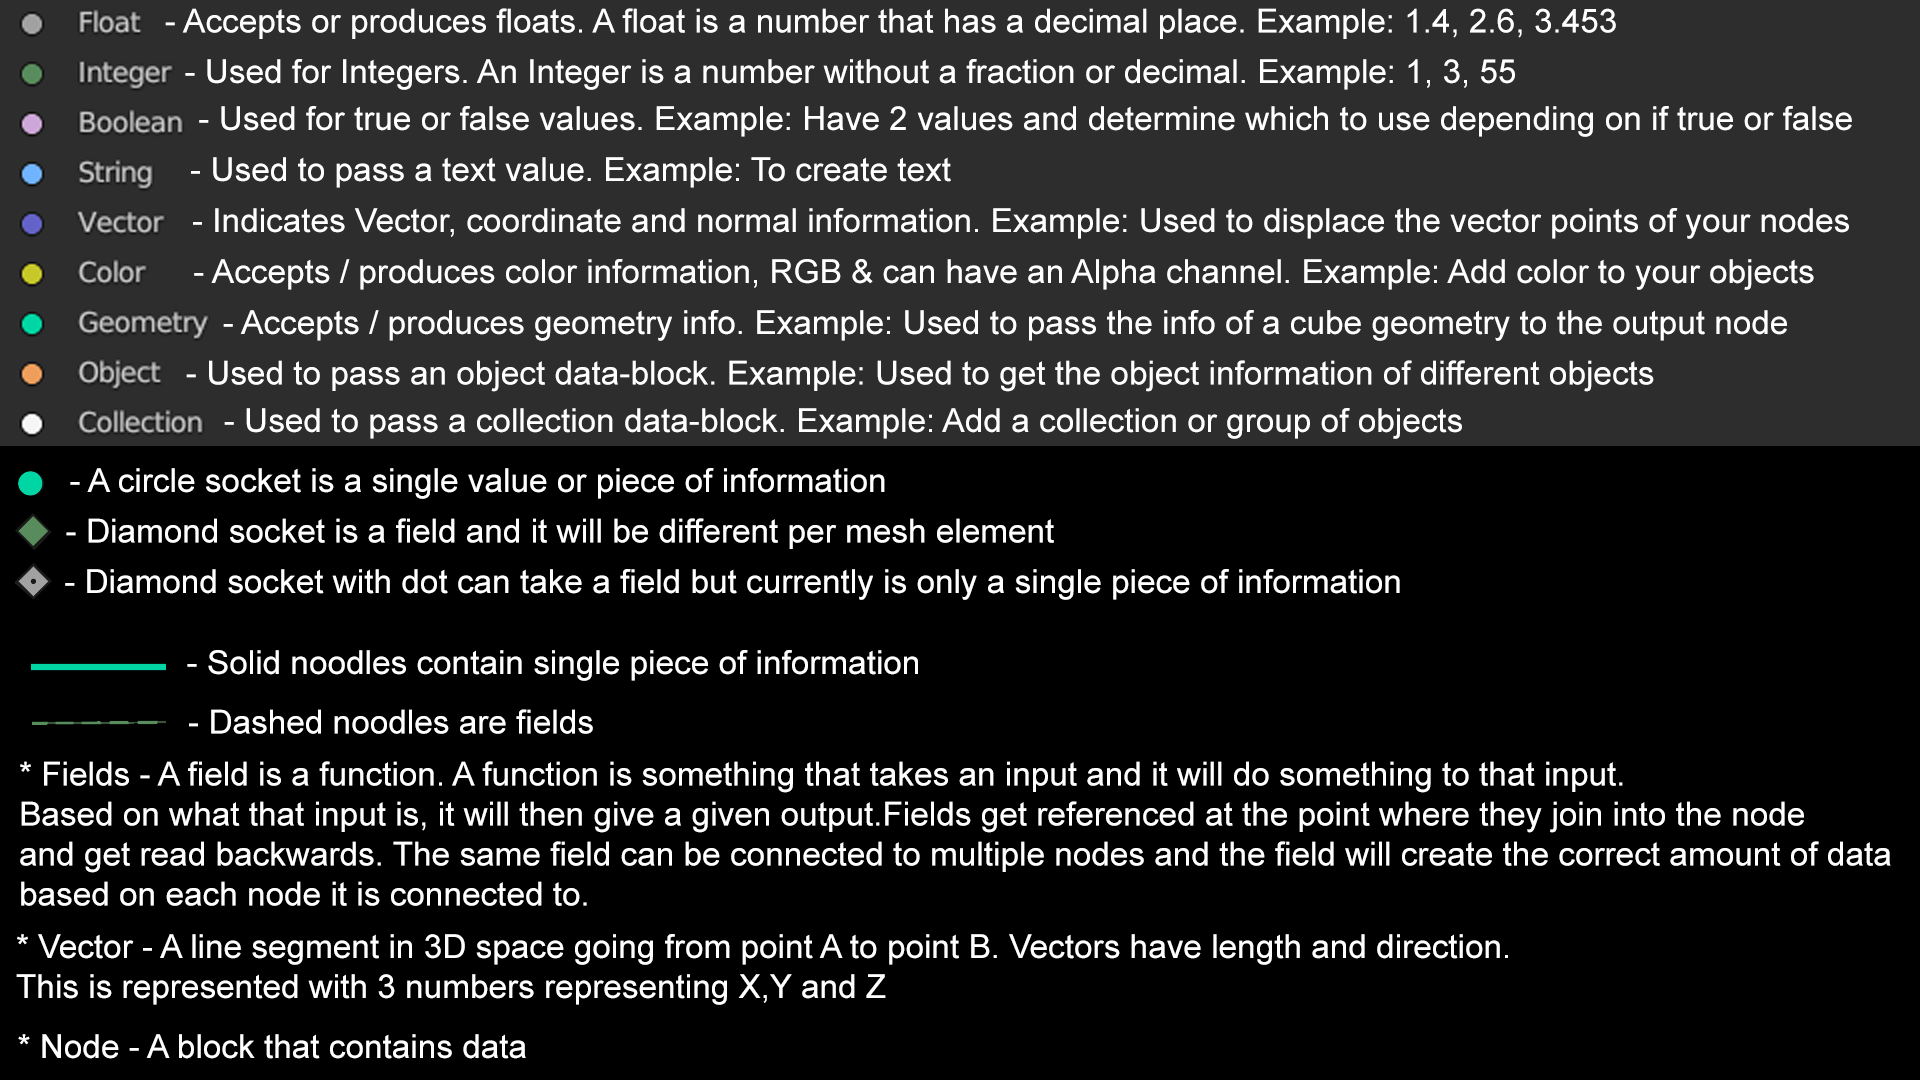 Float - Accepts or produces floats. A float is a number that has a decimal place. Example: 1.4, 2.6, 3.453
Integer - Used for Integers. An Integer is a number without a fraction or decimal. Example: 1, 3, 55
Boolean - Used for true or false values. Example: Have 2 values and determine which to use depending on if true or false
String - Used to pass a text value. Example: To create text
Vector - Indicates Vector, coordinate and normal information. Example: Used to displace the vector points of your nodes
Color - Accepts / produces color information, RGB & can have an Alpha channel. Example: Add color to your objects
Geometry - Accepts / produces geometry info. Example: Used to pass the info of a cube geometry to the output node
Object - Used to pass an object data-block. Example: Used to get the object information of different objects
Collection - Used to pass a collection data-block. Example: Add a collection or group of objects
- A circle socket is a single value or piece of information
- Diamond socket is a field and it will be different per mesh element
- Diamond socket with dot can take a field but currently is only a single piece of information
- Solid noodles contain single piece of information
- Dashed noodles are fields
* Fields - A field is a function. A function is something that takes an input and it will do something to that input.
Based on what that input is, it will then give a given output.Fields get referenced at the point where they join into the node
and get read backwards. The same field can be connected to multiple nodes and the field will create the correct amount of data
based on each node it is connected to.
* Vector - A line segment in 3D space going from point A to point B. Vectors have length and direction.
This is represented with 3 numbers representing X,Y and Z
* Node - A block that contains data